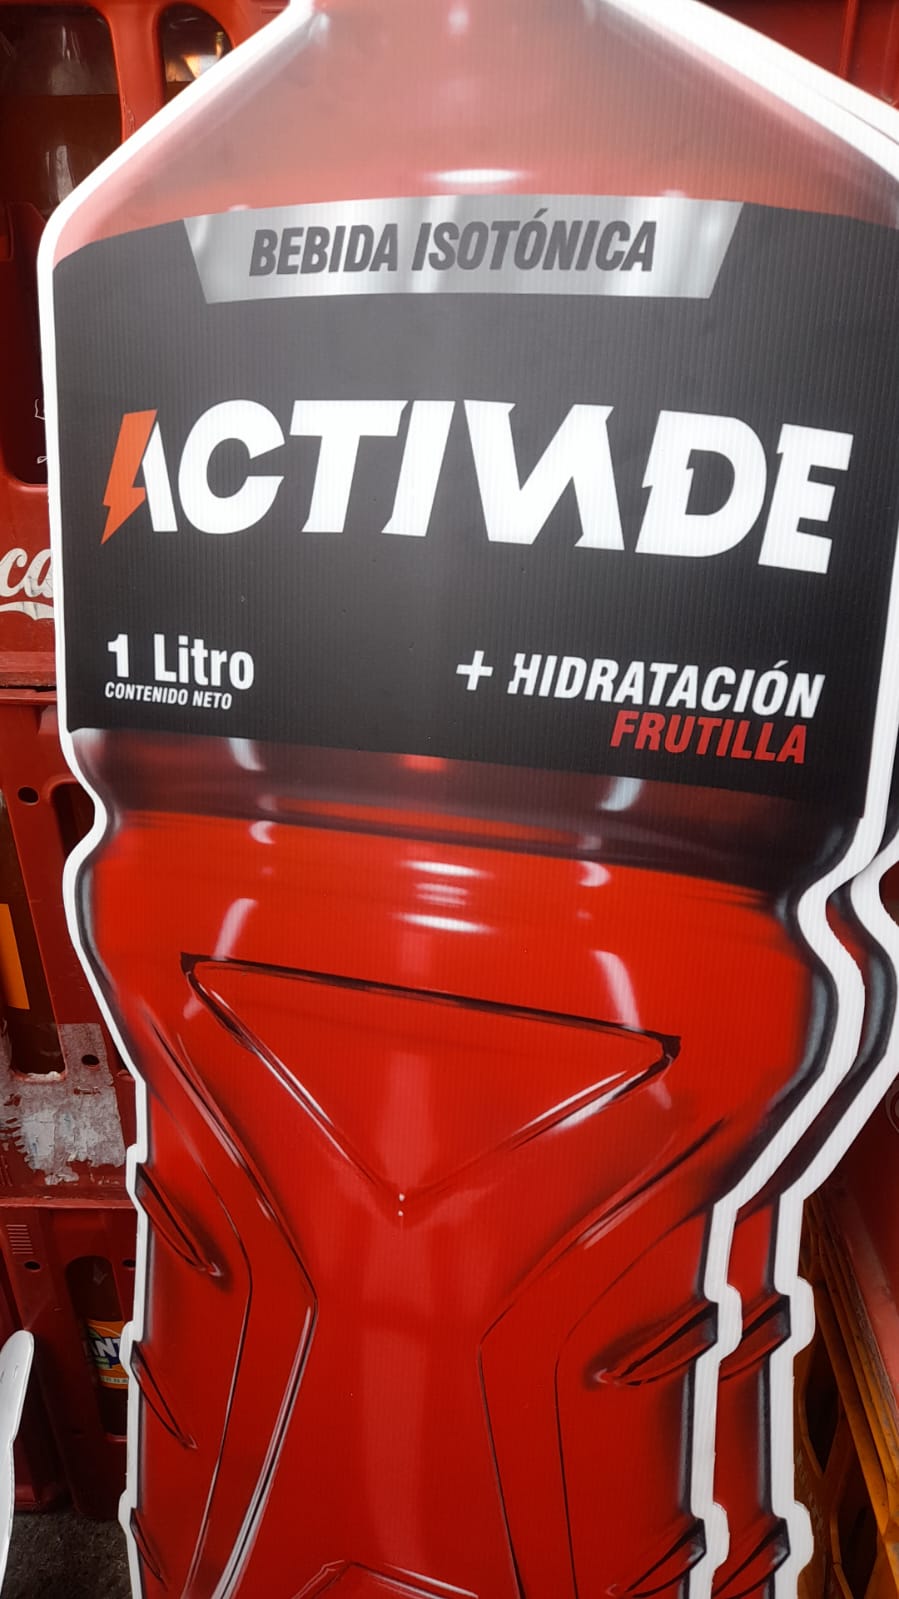 BEBIDA ISOTÓNICA
ACTIVADE
1 Litro
CONTENIDO NETO
+ HIDRATACIÓN
FRUTILLA